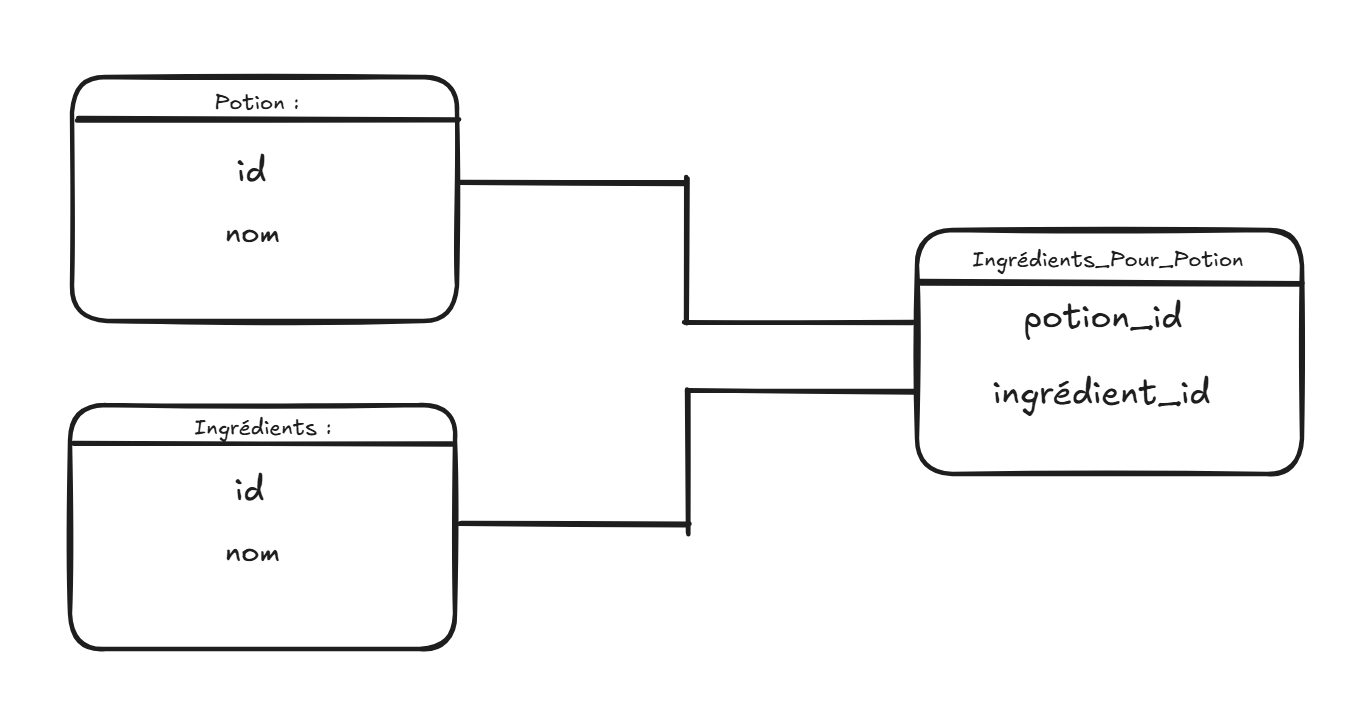 Potion :
id
nom
Ingrédients :
id
nom
Ingrédients_Pour_Potion
potion_id
ingrédient_id